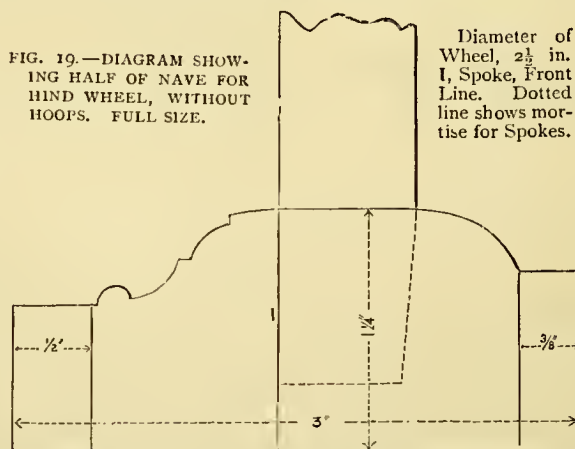 FIG. 19.—DIAGRAM SHOW-
ING HALF OF NAVE FOR
HIND WHEEL, WITHOUT
HOOPS. FULL SIZE.
Diameter of
Wheel, 2½ in.
I, Spoke, Front
Line. Dotted
line shows mor-
tise for Spokes.
½"
I
1¼"
⅜"
3"